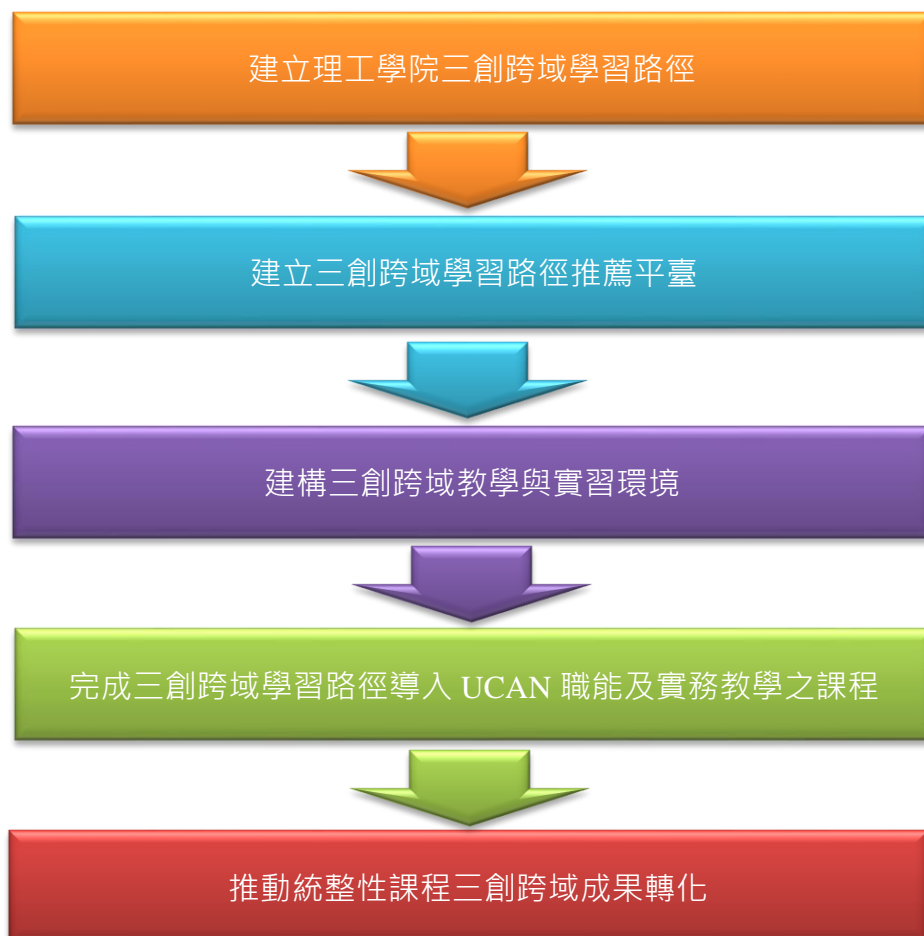 建立理工學院三創跨域學習路徑
建立三創跨域學習路徑推薦平臺
建構三創跨域教學與實習環境
完成三創跨域學習路徑導入 UCAN 職能及實務教學之課程
推動統整性課程三創跨域成果轉化